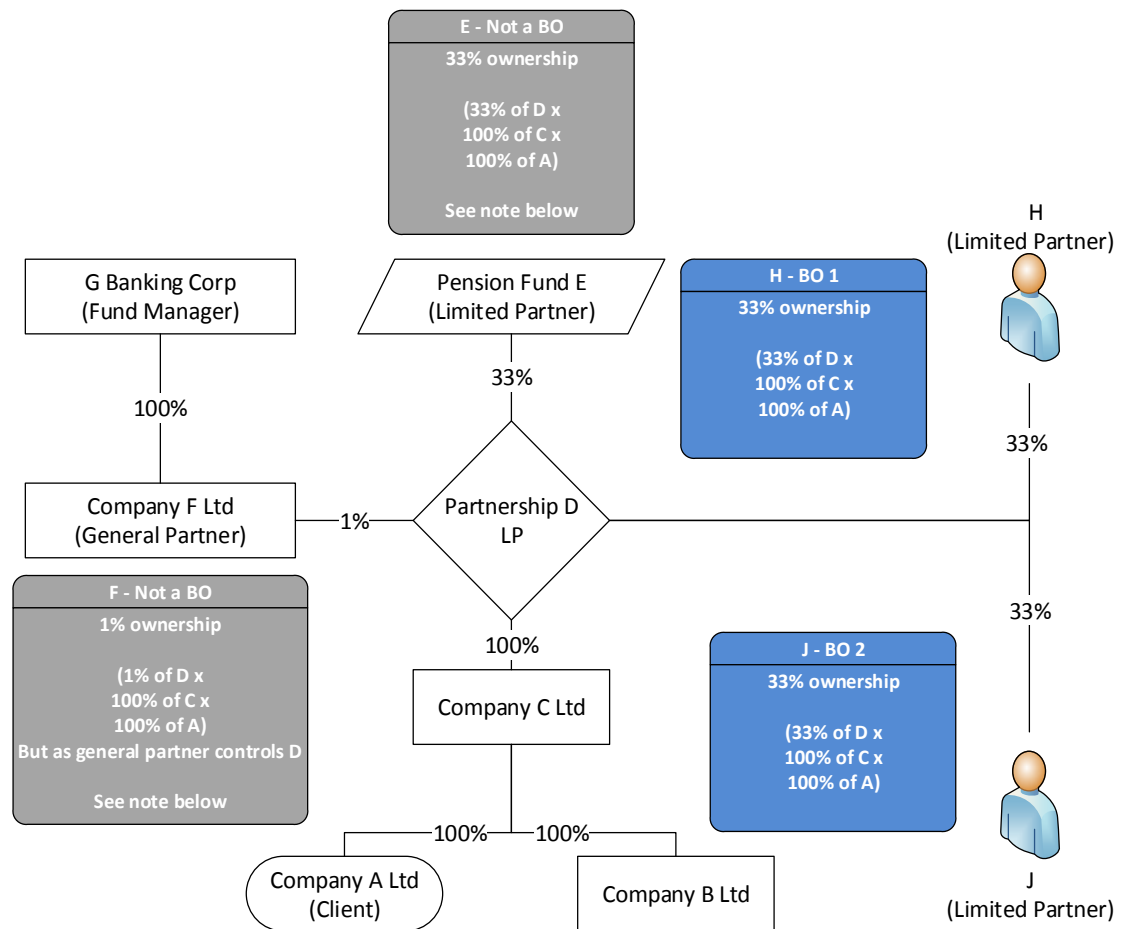 E - Not a BO
33% ownership
(33% of D x
100% of C x
100% of A)
See note below
H
(Limited Partner)
G Banking Corp
(Fund Manager)
Pension Fund E
(Limited Partner)
H - BO 1
33% ownership
(33% of D x
100% of C x
100% of A)
33%
100%
33%
Company F Ltd
(General Partner)
1%
Partnership D
LP
F - Not a BO
1% ownership
(1% of D x
100% of C x
100% of A)
But as general partner controls D
See note below
33%
100%
J - BO 2
33% ownership
(33% of D x
100% of C x
100% of A)
Company C Ltd
100%
100%
Company A Ltd
(Client)
Company B Ltd
J
(Limited Partner)